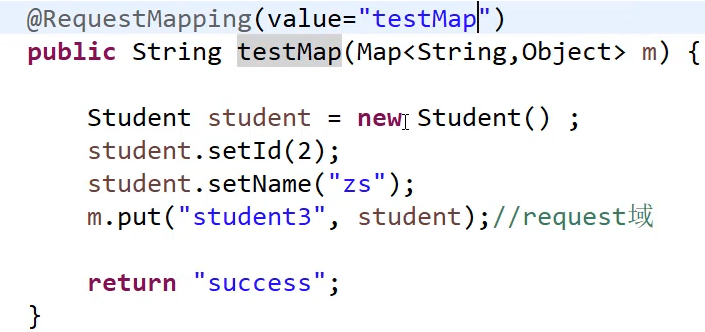 @RequestMapping(value="testMap")
public String testMap(Map<String,Object> m) {
Student student = new Student() ;
student.setId(2);
student.setName("zs");
m.put("student3", student);//request域
return "success";
}